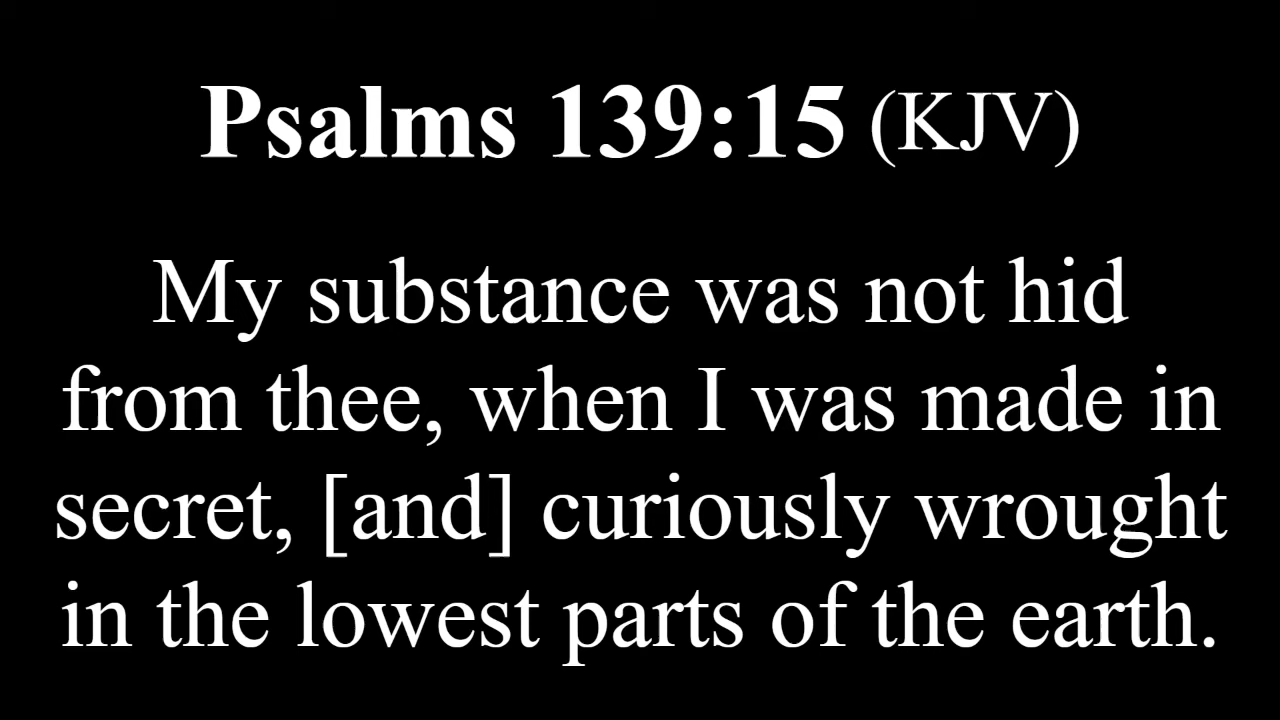 Psalms 139:15 (KJV)
My substance was not hid
from thee, when I was made in
secret, [and] curiously wrought
in the lowest parts of the earth.